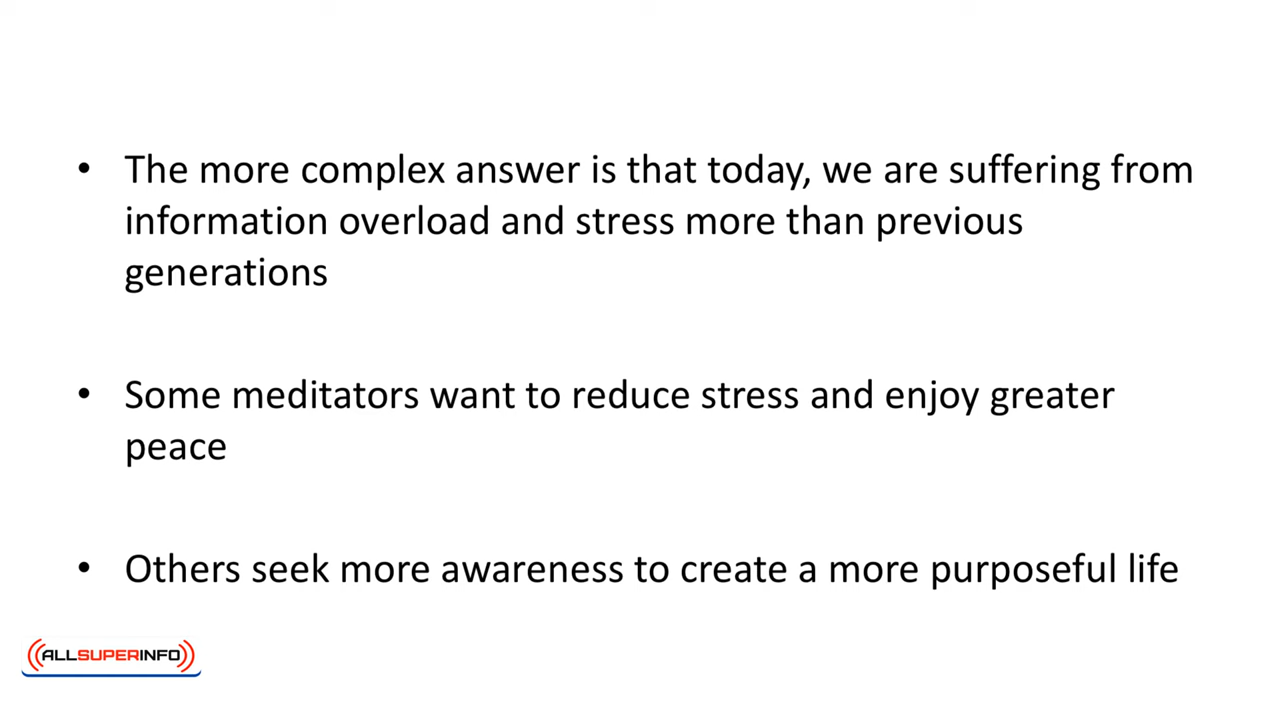 • The more complex answer is that today, we are suffering from
information overload and stress more than previous
generations
• Some meditators want to reduce stress and enjoy greater
peace
• Others seek more awareness to create a more purposeful life
((ALLSUPERINFO))